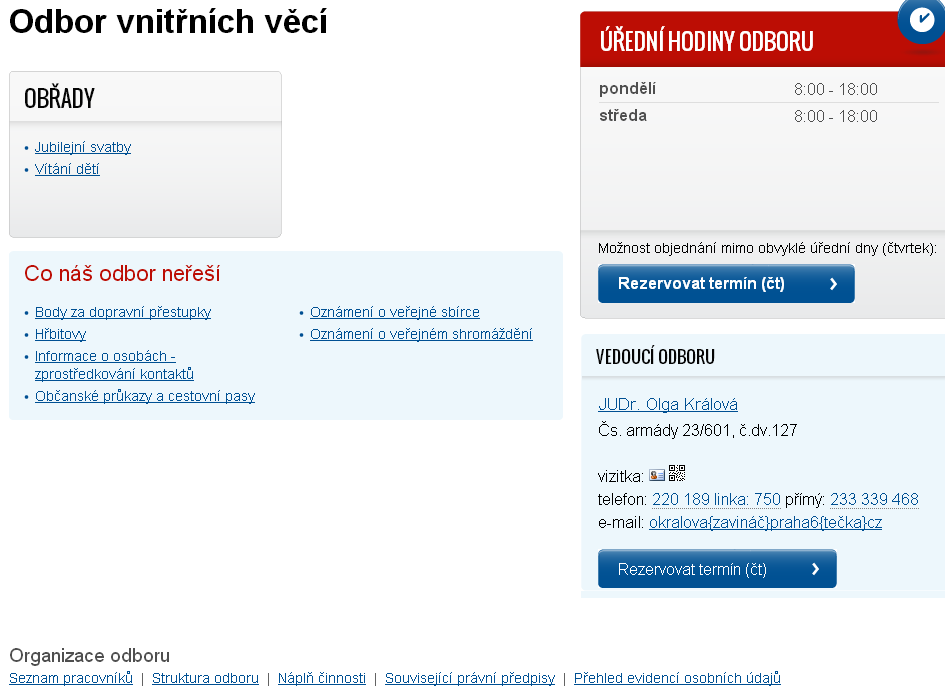 Odbor vnitřních věcí
OBŘADY
Jubilejní svatby
Vítání dětí
Co náš odbor neřeší
Body za dopravní přestupky
Hřbitovy
Informace o osobách -
zprostředkování kontaktů
Občanské průkazy a cestovní pasy
Oznámení o veřejné sbírce
Oznámení o veřejném shromáždění
ÚŘEDNÍ HODINY ODBORU
pondělí 8:00 - 18:00
středa 8:00 - 18:00
Možnost objednání mimo obvyklé úřední dny (čtvrtek):
Rezervovat termín (čt)
VEDOUCÍ ODBORU
JUDr. Olga Králová
Čs. armády 23/601, č.dv.127
vizitka:
telefon: 220 189 linka: 750 přímý: 233 339 468
e-mail: okralova{zavináč}praha6{tečka}cz
Rezervovat termín (čt)
Organizace odboru
Seznam pracovníků | Struktura odboru | Náplň činnosti | Související právní předpisy | Přehled evidencí osobních údajů